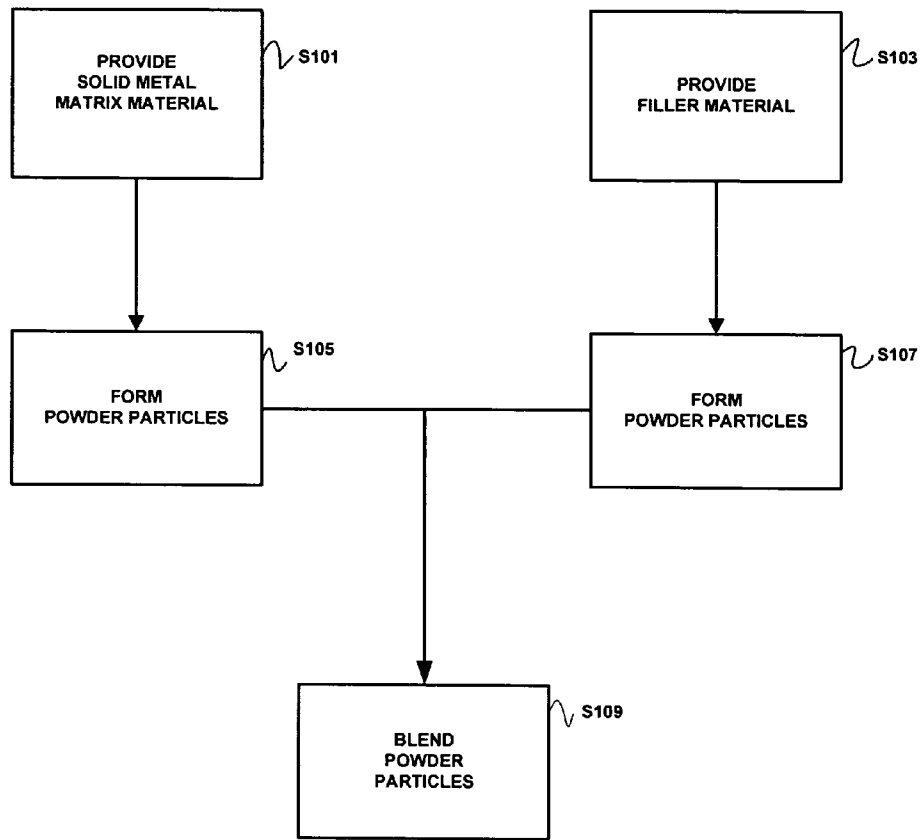 PROVIDE
SOLID METAL
MATRIX MATERIAL
S101
PROVIDE
FILLER MATERIAL
S103
FORM
POWDER PARTICLES
S105
FORM
POWDER PARTICLES
S107
BLEND
POWDER
PARTICLES
S109